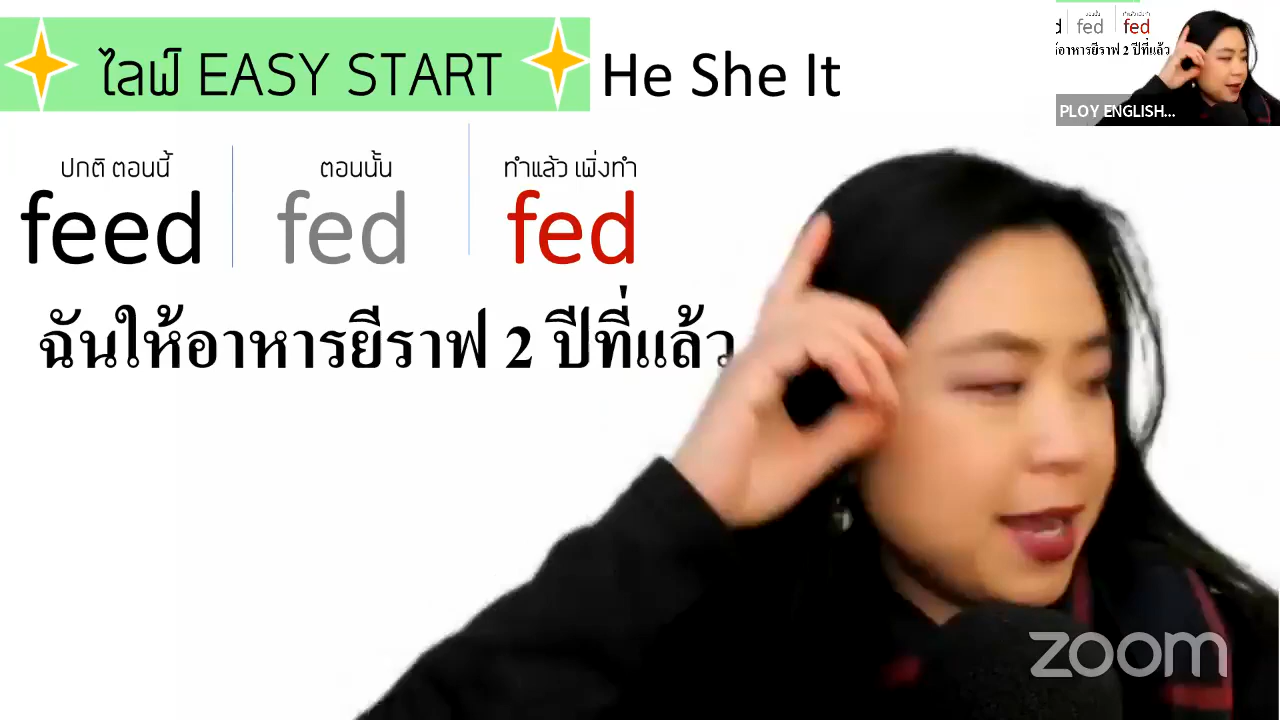 ไลฟ์ EASY START He She It
ปกติ ตอนนี้
feed
ตอนนั้น
fed
ทำแล้ว เพิ่งทำ
fed
ฉันให้อาหารยีราฟ 2 ปีที่แล้ว
fed
fed
PLOY ENGLISH...
zoom